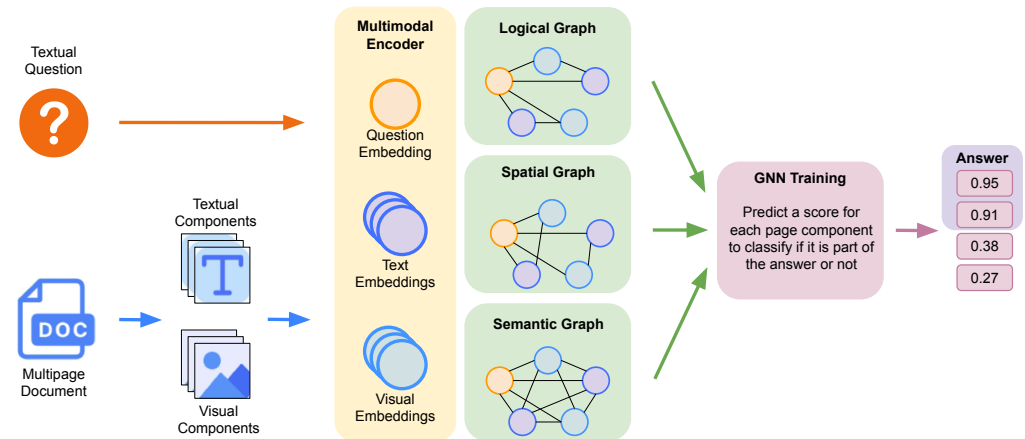 Textual
Question
?
Multipage
Document
DOC
Textual
Components
T
Visual
Components
Multimodal
Encoder
Question
Embedding
Text
Embeddings
Visual
Embeddings
Logical Graph
Spatial Graph
Semantic Graph
GNN Training
Predict a score for
each page component
to classify if it is part of
the answer or not
Answer
0.95
0.91
0.38
0.27